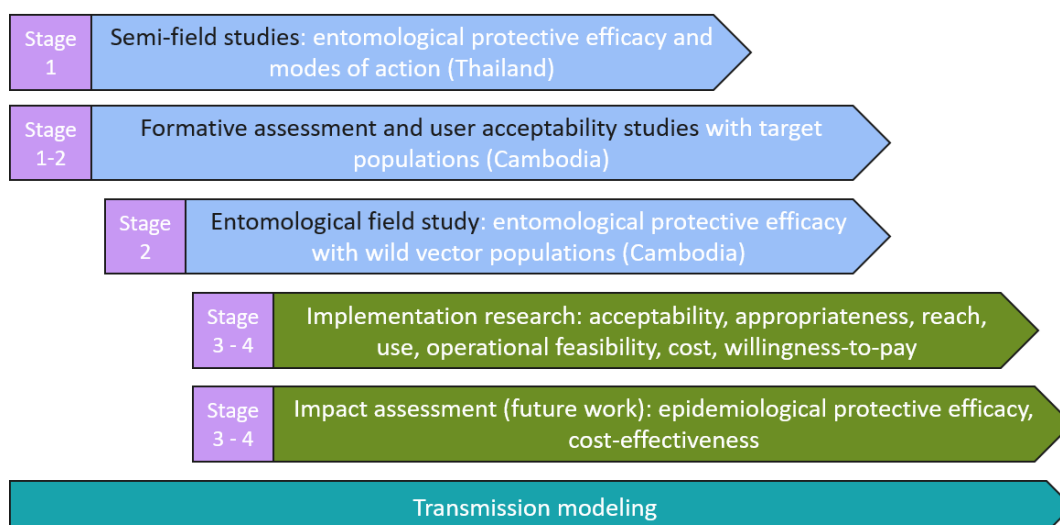 Stage
1
Semi-field studies: entomological protective efficacy and
modes of action (Thailand)
Stage
1-2
Formative assessment and user acceptability studies with target
populations (Cambodia)
Stage
2
Entomological field study: entomological protective efficacy
with wild vector populations (Cambodia)
Stage
3 - 4
Implementation research: acceptability, appropriateness, reach,
use, operational feasibility, cost, willingness-to-pay
Stage
3 - 4
Impact assessment (future work): epidemiological protective efficacy,
cost-effectiveness
Transmission modeling